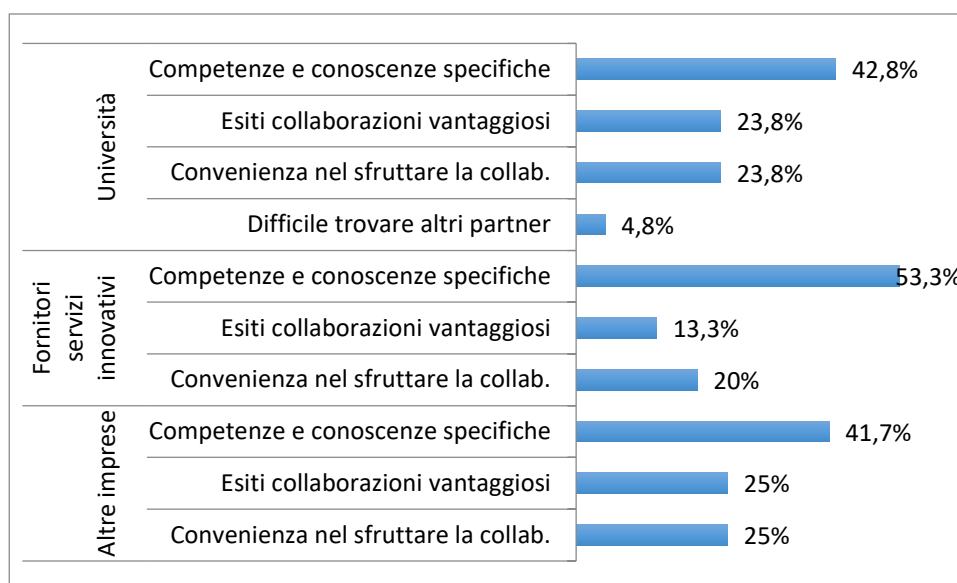 Università
Competenze e conoscenze specifiche 42,8%
Esiti collaborazioni vantaggiosi 23,8%
Convenienza nel sfruttare la collab. 23,8%
Difficile trovare altri partner 4,8%
Fornitori
servizi
innovativi
Competenze e conoscenze specifiche 53,3%
Esiti collaborazioni vantaggiosi 13,3%
Convenienza nel sfruttare la collab. 20%
Altre imprese
Competenze e conoscenze specifiche 41,7%
Esiti collaborazioni vantaggiosi 25%
Convenienza nel sfruttare la collab. 25%